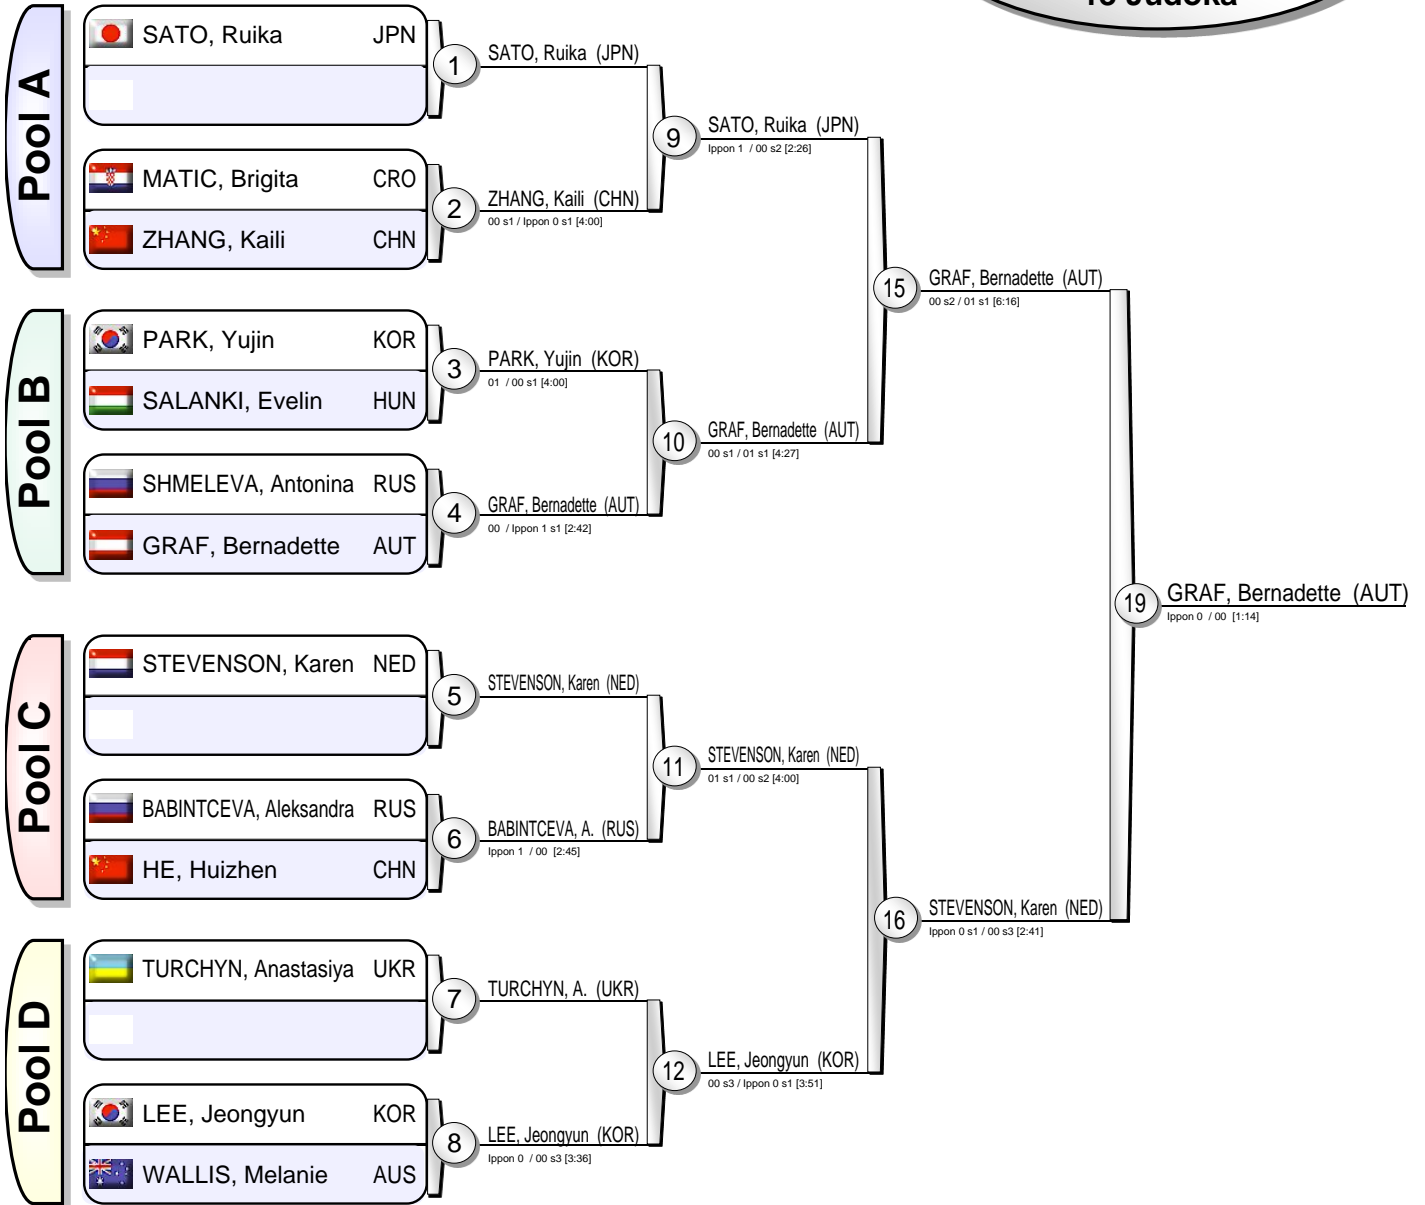 Judoka
Pool A
SATO, Ruika JPN
MATIC, Brigita CRO
ZHANG, Kaili CHN
1
SATO, Ruika (JPN)
2
ZHANG, Kaili (CHN)
00 s1 / Ippon 0 s1 [4:00]
9
SATO, Ruika (JPN)
Ippon 1 / 00 s2 [2:26]
Pool B
PARK, Yujin KOR
SALANKI, Evelin HUN
SHMELEVA, Antonina RUS
GRAF, Bernadette AUT
3
PARK, Yujin (KOR)
01 / 00 s1 [4:00]
4
GRAF, Bernadette (AUT)
00 / Ippon 1 s1 [2:42]
10
GRAF, Bernadette (AUT)
00 s1 / 01 s1 [4:27]
15
GRAF, Bernadette (AUT)
00 s2 / 01 s1 [6:16]
Pool C
STEVENSON, Karen NED
BABINTCEVA, Aleksandra RUS
HE, Huizhen CHN
5
STEVENSON, Karen (NED)
6
BABINTCEVA, A. (RUS)
Ippon 1 / 00 [2:45]
11
STEVENSON, Karen (NED)
01 s1 / 00 s2 [4:00]
Pool D
TURCHYN, Anastasiya UKR
LEE, Jeongyun KOR
WALLIS, Melanie AUS
7
TURCHYN, A. (UKR)
8
LEE, Jeongyun (KOR)
Ippon 0 / 00 s3 [3:36]
12
LEE, Jeongyun (KOR)
00 s3 / Ippon 0 s1 [3:51]
16
STEVENSON, Karen (NED)
Ippon 0 s1 / 00 s3 [2:41]
19
GRAF, Bernadette (AUT)
Ippon 0 / 00 [1:14]